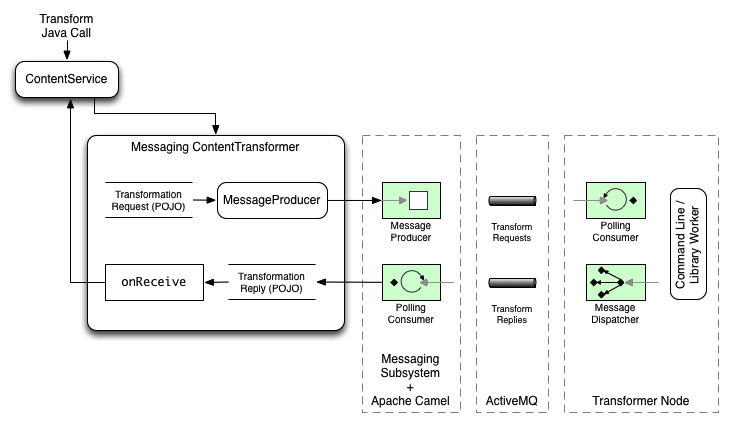 Transform
Java Call
ContentService
Messaging ContentTransformer
Transformation
Request (POJO)
MessageProducer
Message
Producer
Transform
Requests
Polling
Consumer
Command Line /
Library Worker
onReceive
Transformation
Reply (POJO)
Polling
Consumer
Transform
Replies
Message
Dispatcher
Messaging
Subsystem
+
Apache Camel
ActiveMQ
Transformer Node